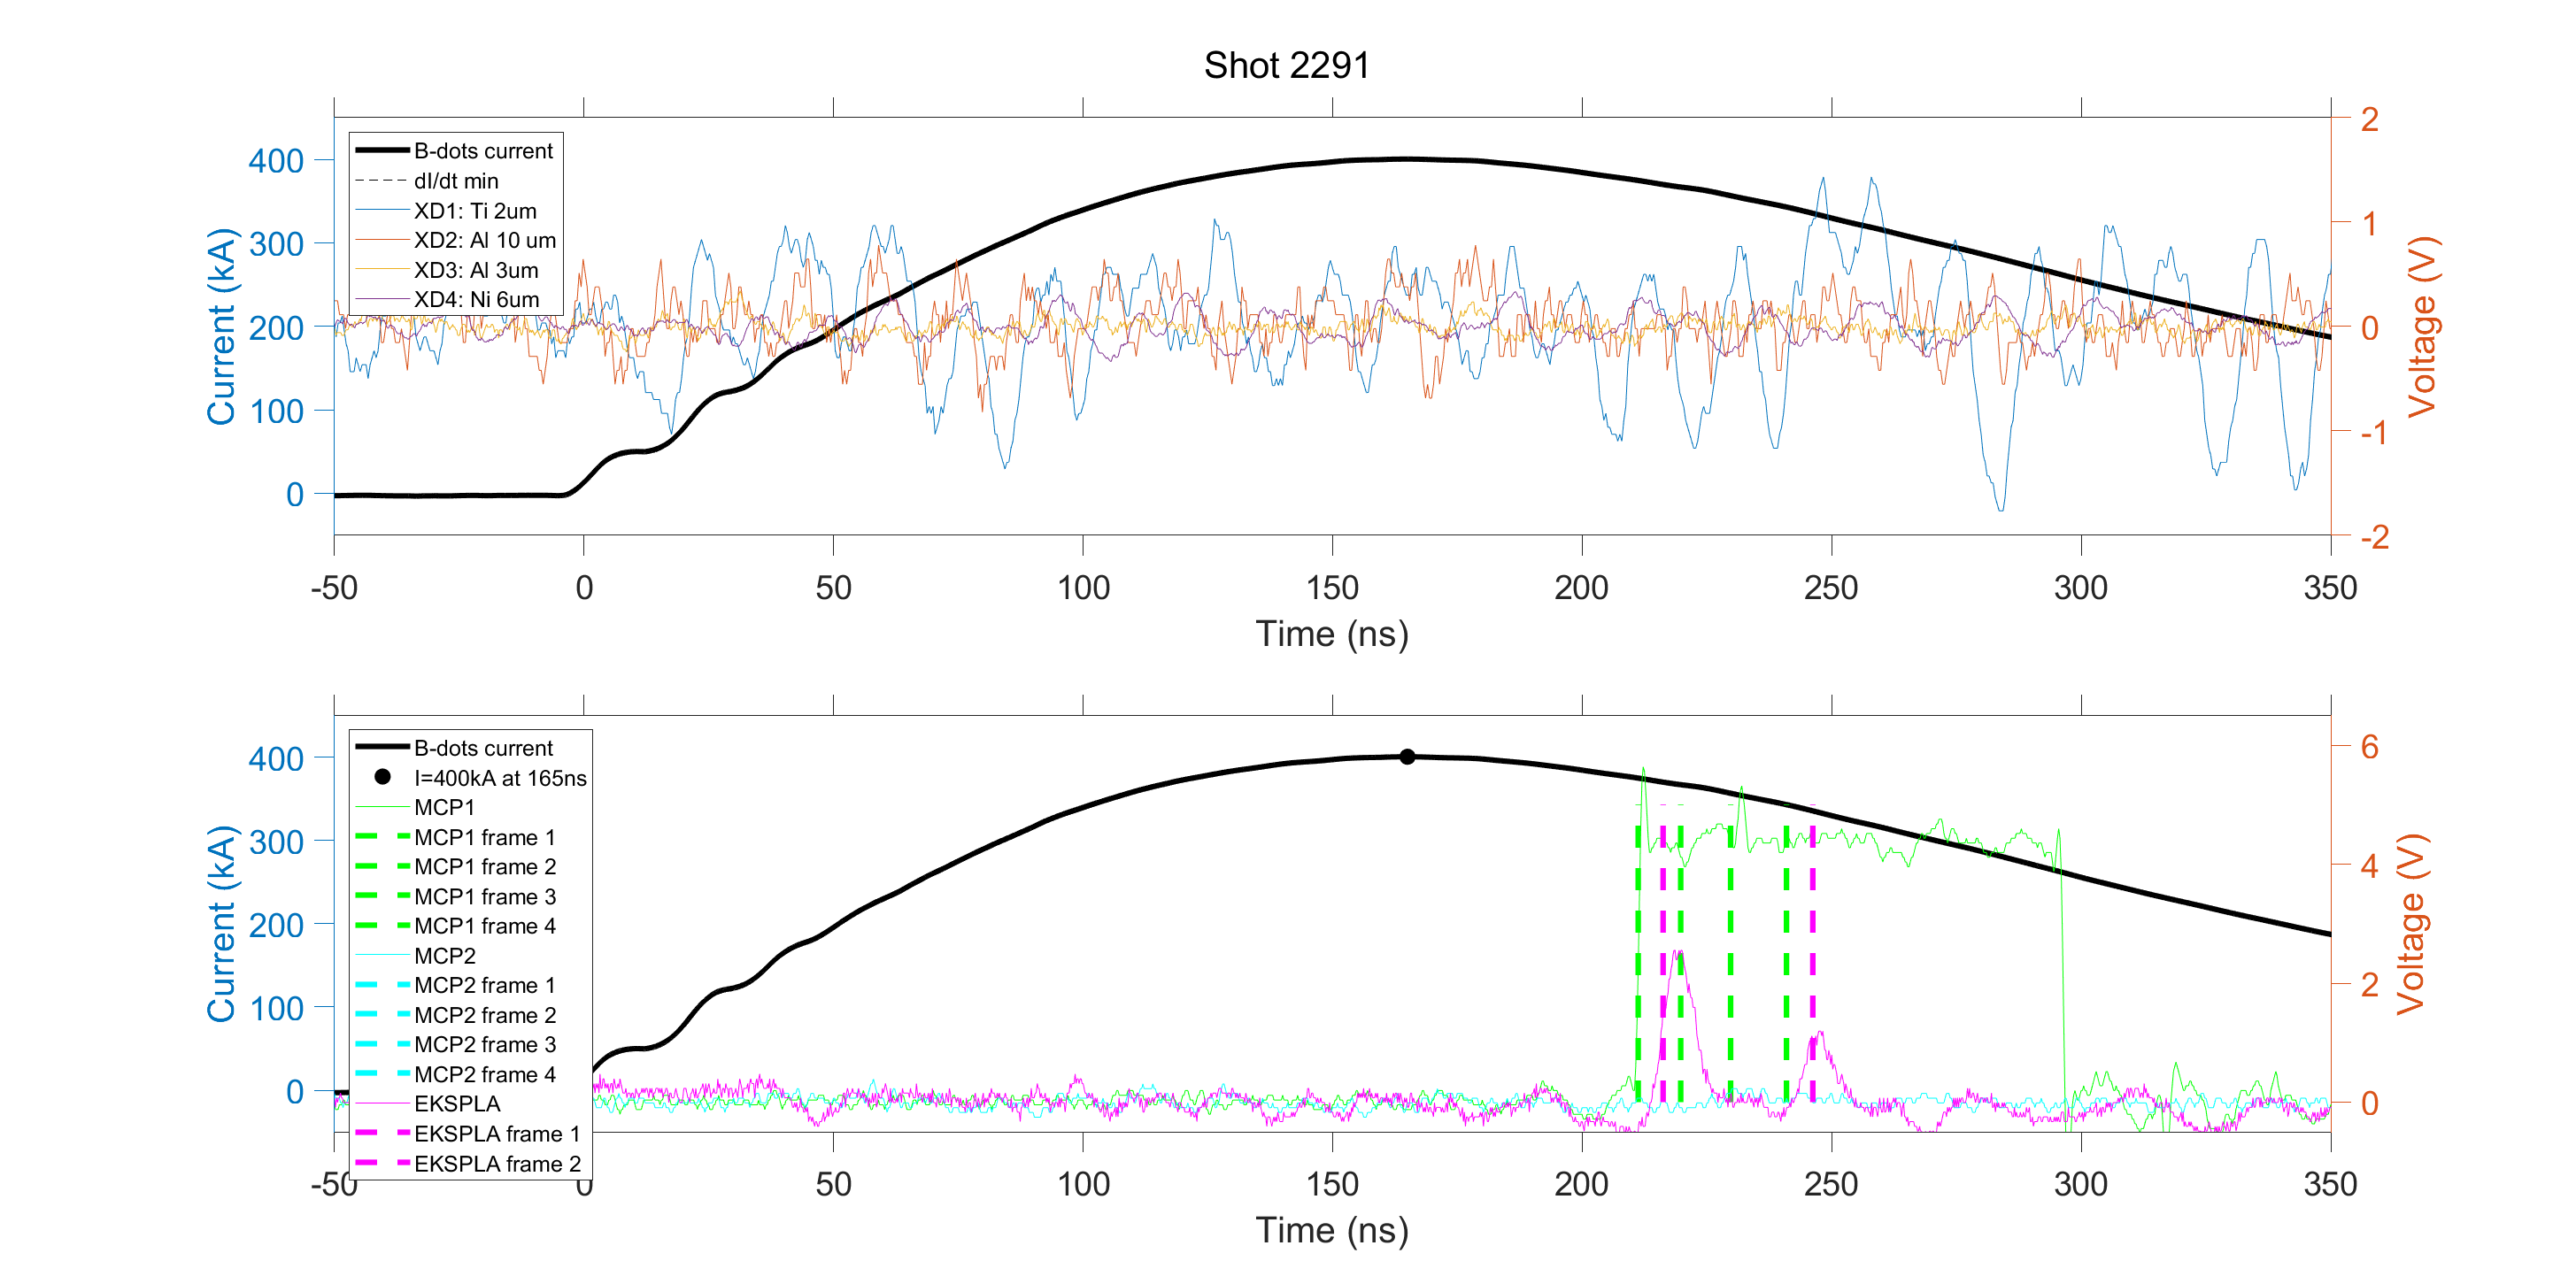 Shot 2291
B-dots current
dI/dt min
XD1: Ti 2um
XD2: Al 10 um
XD3: Al 3um
XD4: Ni 6um
400
300
200
100
0
Current (kA)
2
1
0
-1
-2
Voltage (V)
-50 0 50 100 150 200 250 300 350
Time (ns)
B-dots current
I=400kA at 165ns
MCP1
MCP1 frame 1
MCP1 frame 2
MCP1 frame 3
MCP1 frame 4
MCP2
MCP2 frame 1
MCP2 frame 2
MCP2 frame 3
MCP2 frame 4
EKSPLA
EKSPLA frame 1
EKSPLA frame 2
400
300
200
100
0
Current (kA)
6
4
2
0
Voltage (V)
-50 0 50 100 150 200 250 300 350
Time (ns)